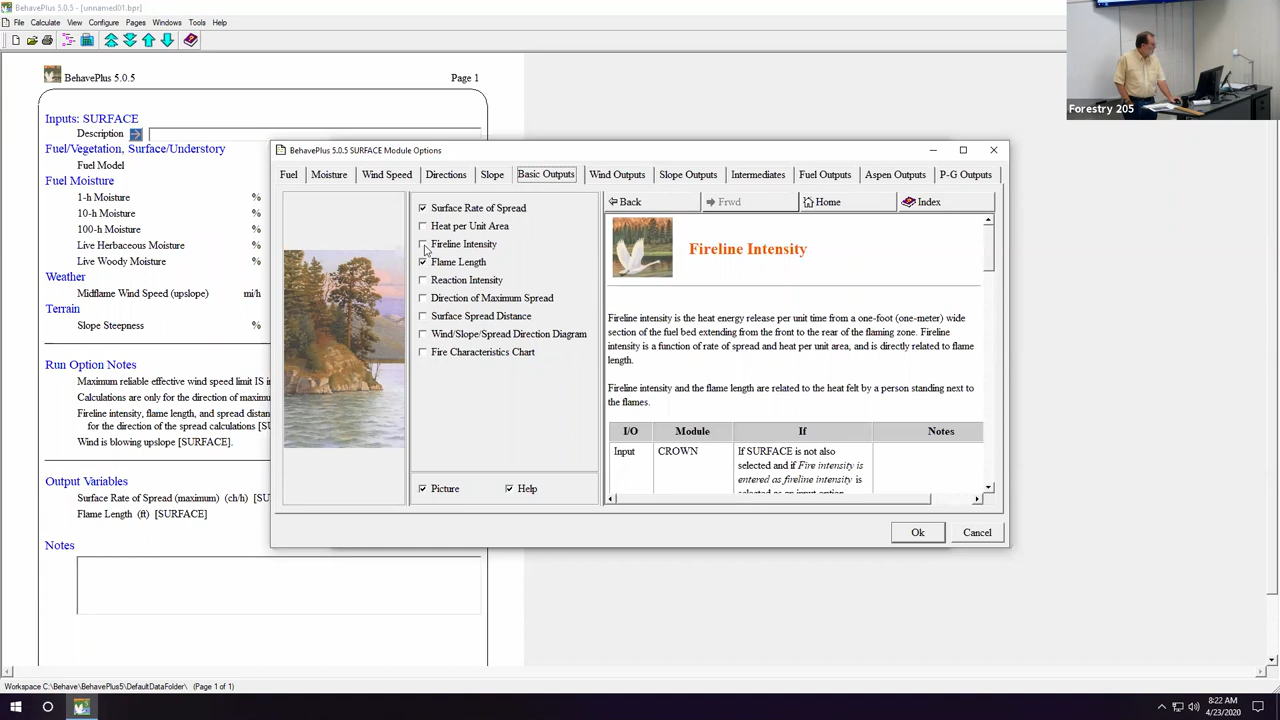 BehavePlus 5.0.5 - [unnamed01.bpr]
File Calculate View Configure Pages Windows Tools Help
BehavePlus 5.0.5 Page 1
Inputs: SURFACE
Description
Fuel/Vegetation, Surface/Understory
Fuel Model
Fuel Moisture
1-h Moisture %
10-h Moisture %
100-h Moisture %
Live Herbaceous Moisture %
Live Woody Moisture %
Weather
Midflame Wind Speed (upslope) mi/h
Terrain
Slope Steepness %
Run Option Notes
Maximum reliable effective wind speed limit IS
Calculations are only for the direction of
Fireline intensity, flame length, and spread
for the direction of the spread calculations
Wind is blowing upslope [SURFACE].
Output Variables
Surface Rate of Spread (maximum) (ch/h)
Flame Length (ft) [SURFACE]
Notes
BehavePlus 5.0.5 SURFACE Module Options
Fuel Moisture Wind Speed Directions Slope Basic Outputs Wind Outputs Slope Outputs Intermediates Fuel Outputs Aspen Outputs P-G Outputs
Surface Rate of Spread
Heat per Unit Area
Fireline Intensity
Flame Length
Reaction Intensity
Direction of Maximum Spread
Surface Spread Distance
Wind/Slope/Spread Direction Diagram
Fire Characteristics Chart
Picture Help
Back Frwd Home Index
Fireline Intensity
Fireline intensity is the heat energy release per unit time from a one-foot (one-meter) wide
section of the fuel bed extending from the front to the rear of the flaming zone. Fireline
intensity is a function of rate of spread and heat per unit area, and is directly related to flame
length.
Fireline intensity and the flame length are related to the heat felt by a person standing next to
the flames.
I/O Module If Notes
Input CROWN If SURFACE is not also
selected and if Fire intensity is
entered as fireline intensity is
selected as an input option
Ok Cancel
Forestry 205
Workspace C:\Behave\BehavePlus5\DefaultDataFolder\ (Page 1 of 1)
8:22 AM
4/23/2020